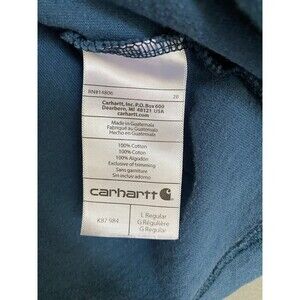 RN#14806 20
Carhartt, Inc. P.O. Box 600
Dearborn, MI 48121 USA
carhartt.com
Made in Guatemala
Fabriqué au Guatemala
Hecho en Guatemala
100% Cotton
100% Coton
100% Algodón
Exclusive of trimming
Sans garniture
Sin incluir adorno
carhartt
K87 984
L Regular
G Régulière
G Regular